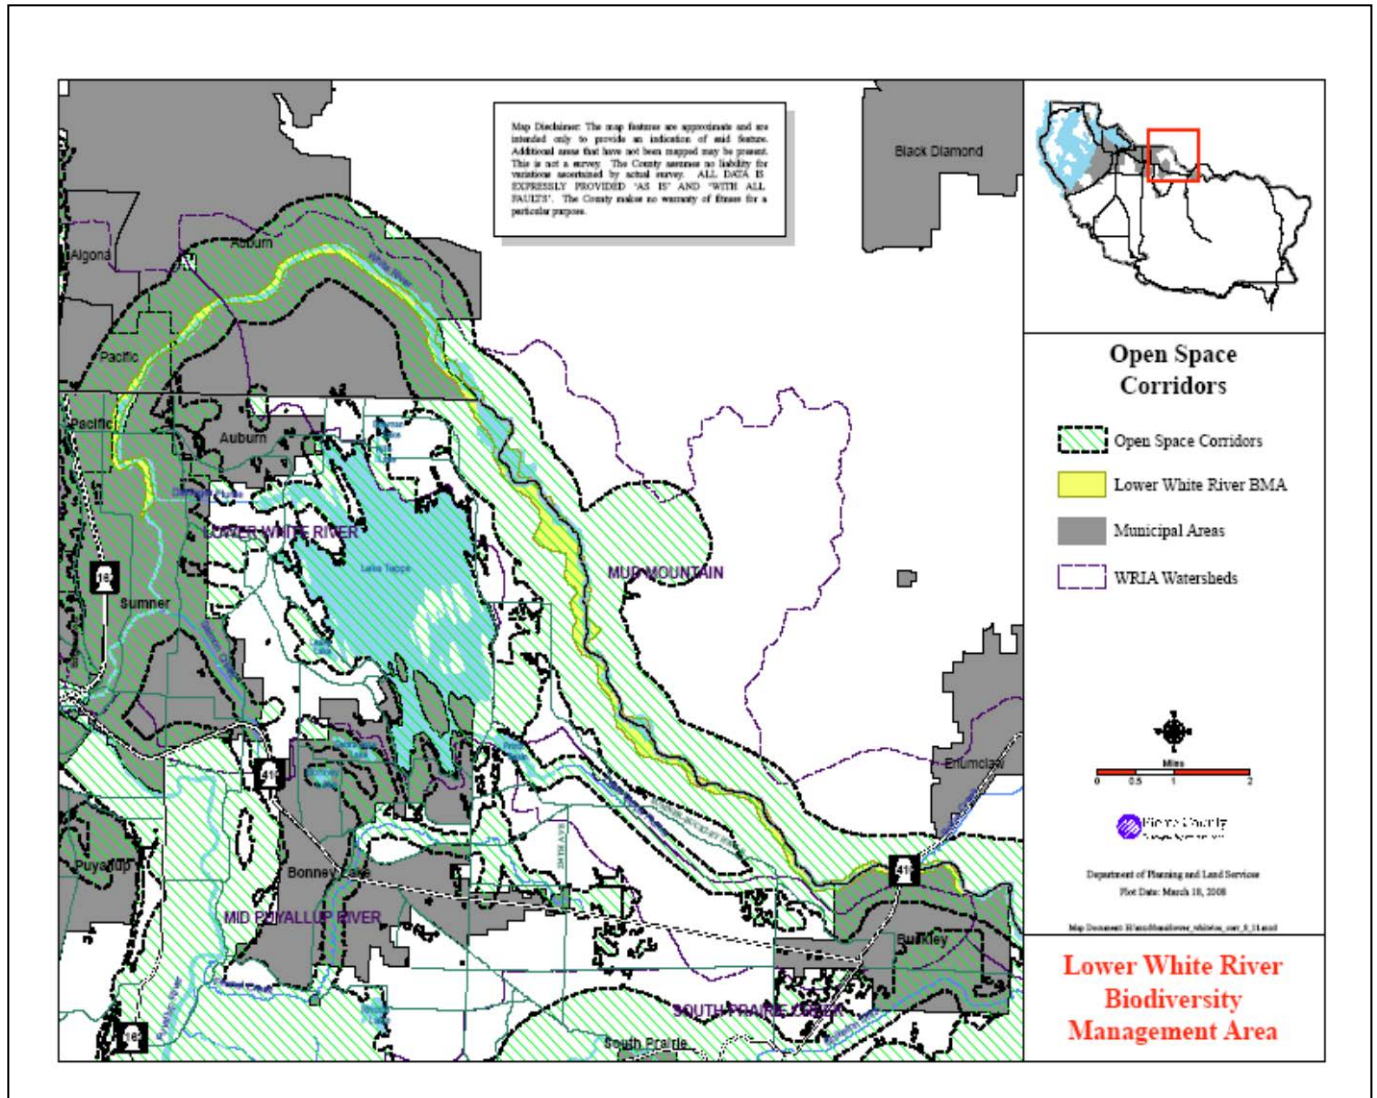 Map Disclaimer: The map features are approximate and are
intended only to provide an indication of said feature.
Additional areas that have not been mapped may be present.
This is not a survey. The County assumes no liability for
variations ascertained by actual survey. ALL DATA IS
EXPRESSLY PROVIDED 'AS IS' AND 'WITH ALL
FAULTS'. The County makes no warranty of fitness for a
particular purpose.
Black Diamond
Auburn
Algona
White River
Pacific
Pacific
Auburn
LOWER WHITE RIVER
Lake Tapps
MUD MOUNTAIN
Sumner
Enumclaw
410
Puyallup
Bonney Lake
410
MID PUYALLUP RIVER
Buckley
SOUTH PRAIRIE CREEK
South Prairie
162
Puyallup River
Open Space
Corridors
Open Space Corridors
Lower White River BMA
Municipal Areas
WRIA Watersheds
Miles
0 0.5 1 2
Pierce County
Department of Planning and Land Services
Plot Date: March 18, 2008
Lower White River
Biodiversity
Management Area